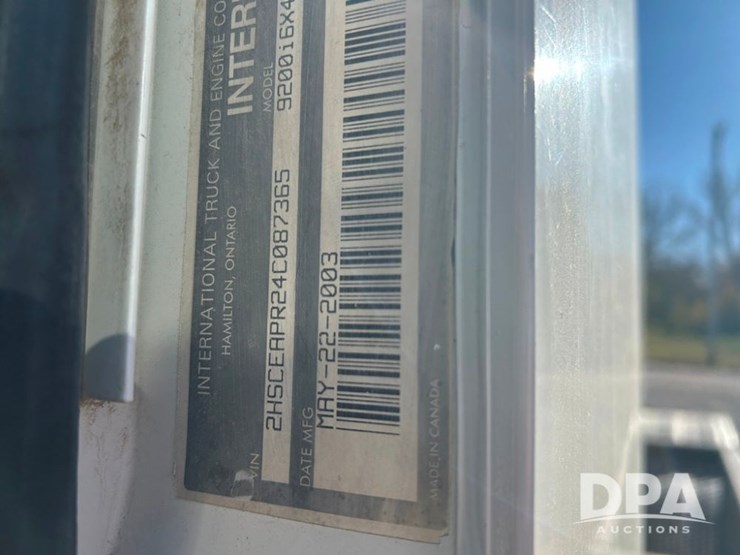 INTERNATIONAL TRUCK AND ENGINE CO
HAMILTON, ONTARIO
INTER
MODEL
9200i6X4
VIN
2HSCEAPR24C087365
DATE MFG
MAY-22-2003
MADE IN CANADA
DPA
AUCTIONS